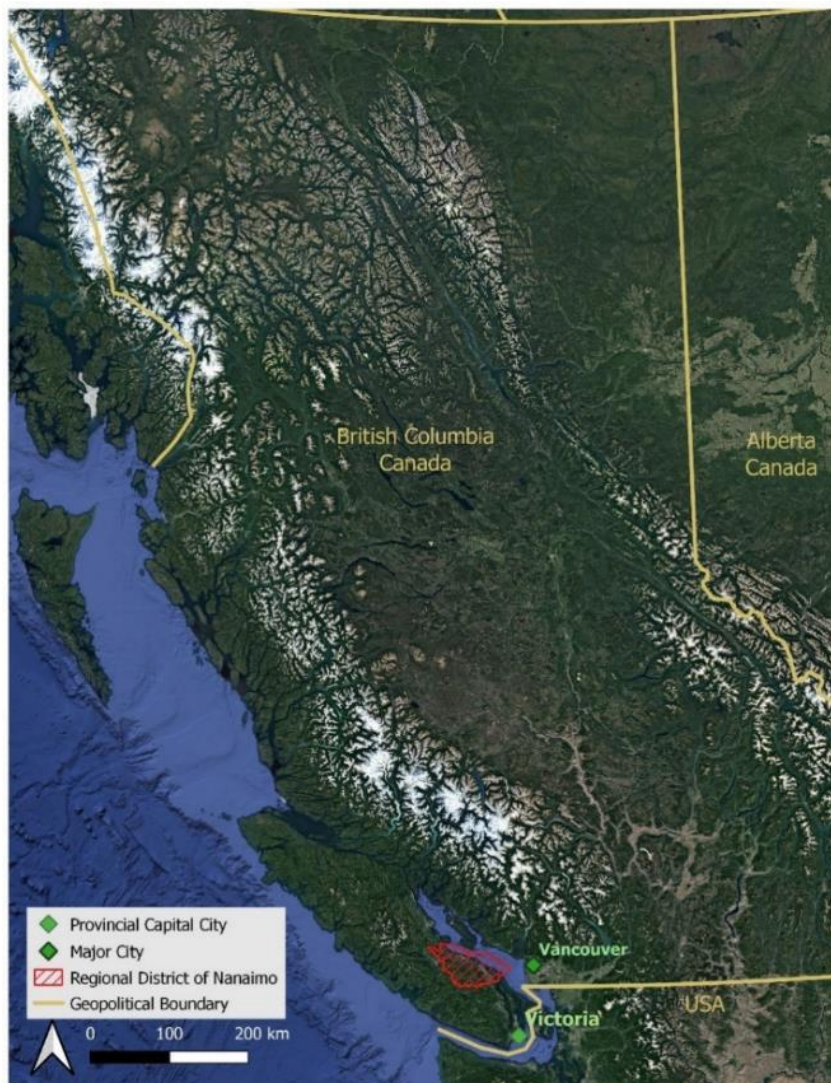 British Columbia
Canada
Alberta
Canada
Vancouver
USA
Victoria
Provincial Capital City
Major City
Regional District of Nanaimo
Geopolitical Boundary
0 100 200 km